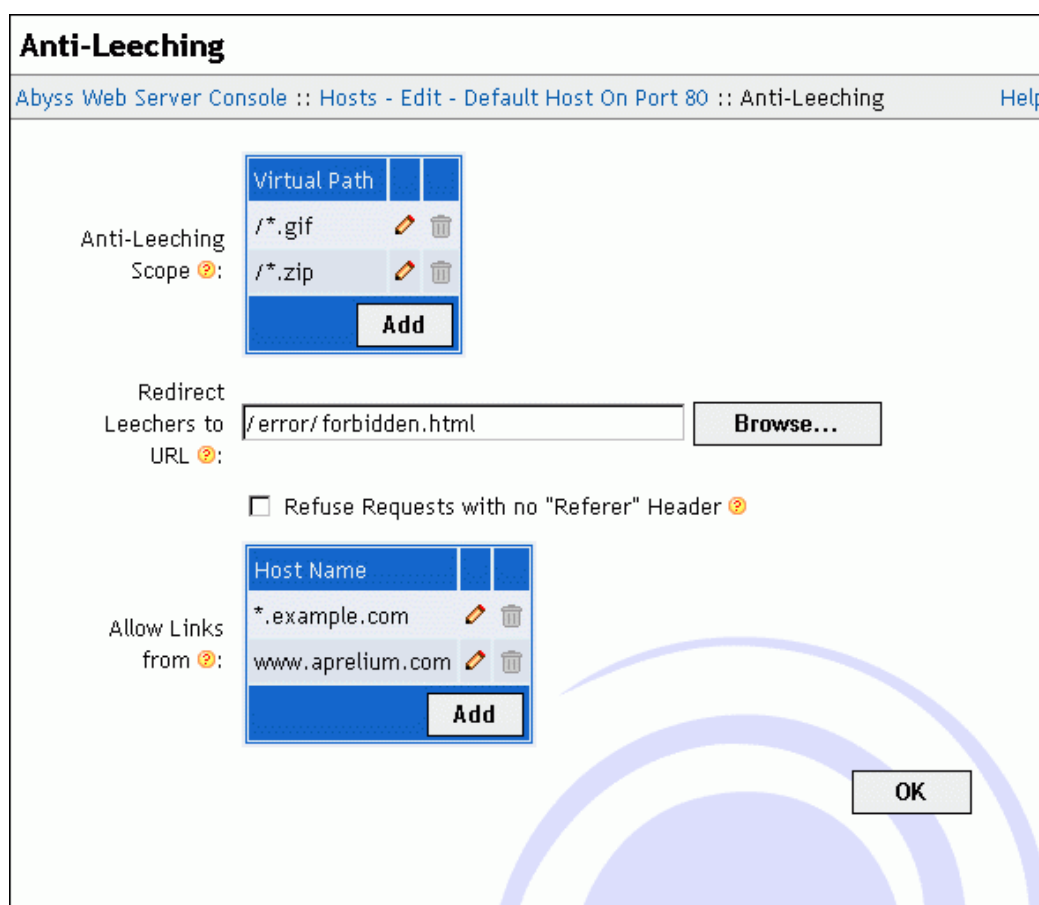 Anti-Leeching
Abyss Web Server Console :: Hosts - Edit - Default Host On Port 80 :: Anti-Leeching Help
Virtual Path
Anti-Leeching
Scope ?:
/*.gif
/*.zip
Add
Redirect
Leechers to
URL ?:
/error/forbidden.html
Browse...
Refuse Requests with no "Referer" Header ?
Host Name
Allow Links
from ?:
*.example.com
www.aprelium.com
Add
OK